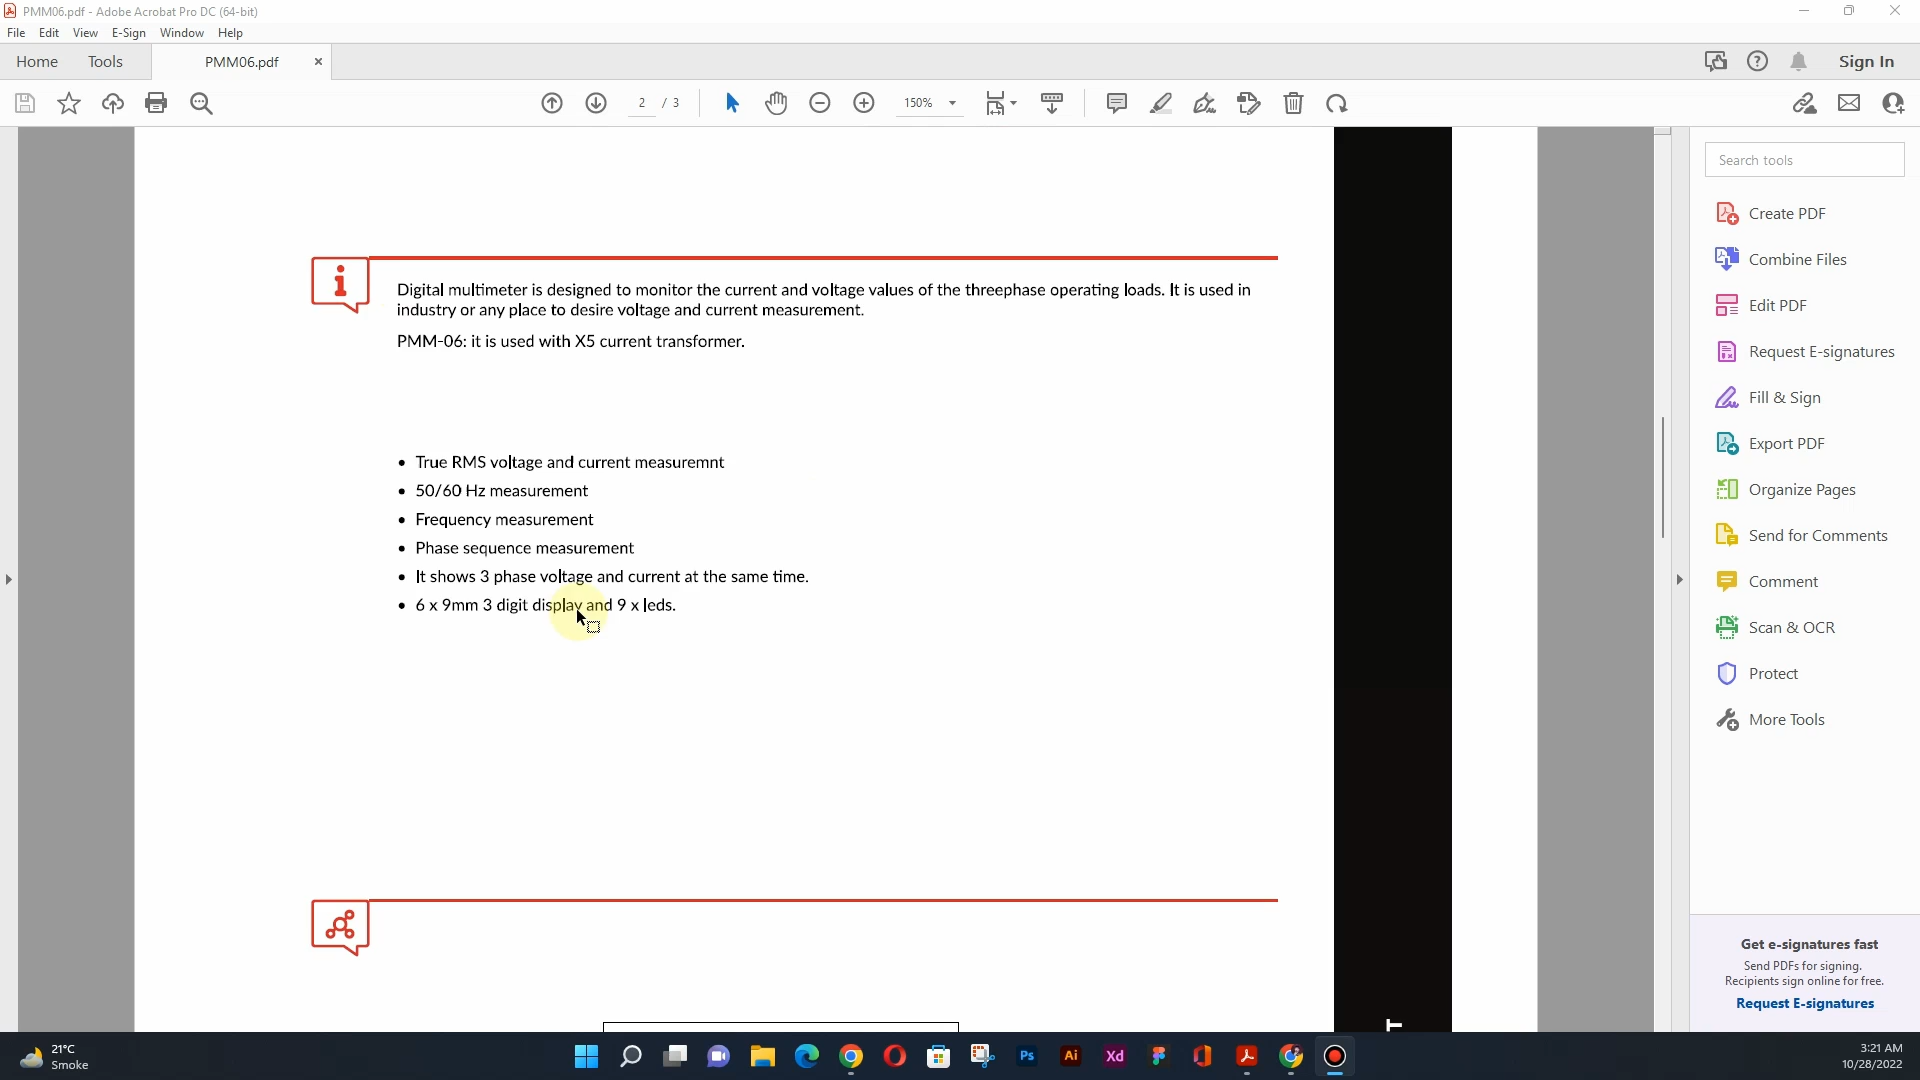 PMM06.pdf - Adobe Acrobat Pro DC (64-bit)
File Edit View E-Sign Window Help
Home Tools PMM06.pdf Sign In
2 / 3 150%
Search tools
Create PDF
Combine Files
Edit PDF
Request E-signatures
Fill & Sign
Export PDF
Organize Pages
Send for Comments
Comment
Scan & OCR
Protect
More Tools
Get e-signatures fast
Send PDFs for signing.
Recipients sign online for free.
Request E-signatures
Digital multimeter is designed to monitor the current and voltage values of the threephase operating loads. It is used in
industry or any place to desire voltage and current measurement.
PMM-06: it is used with X5 current transformer.
• True RMS voltage and current measuremnt
• 50/60 Hz measurement
• Frequency measurement
• Phase sequence measurement
• It shows 3 phase voltage and current at the same time.
• 6 x 9mm 3 digit display and 9 x leds.
T
21°C
Smoke
Ps Ai Xd
3:21 AM
10/28/2022